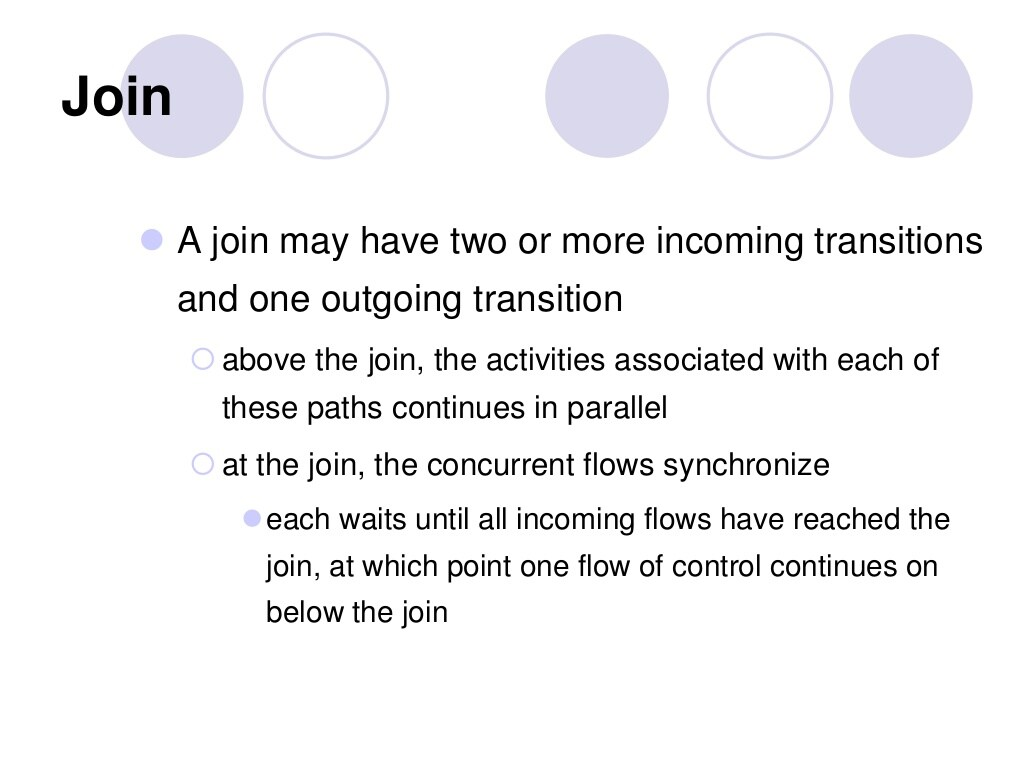 Join
A join may have two or more incoming transitions
and one outgoing transition
above the join, the activities associated with each of
these paths continues in parallel
at the join, the concurrent flows synchronize
each waits until all incoming flows have reached the
join, at which point one flow of control continues on
below the join